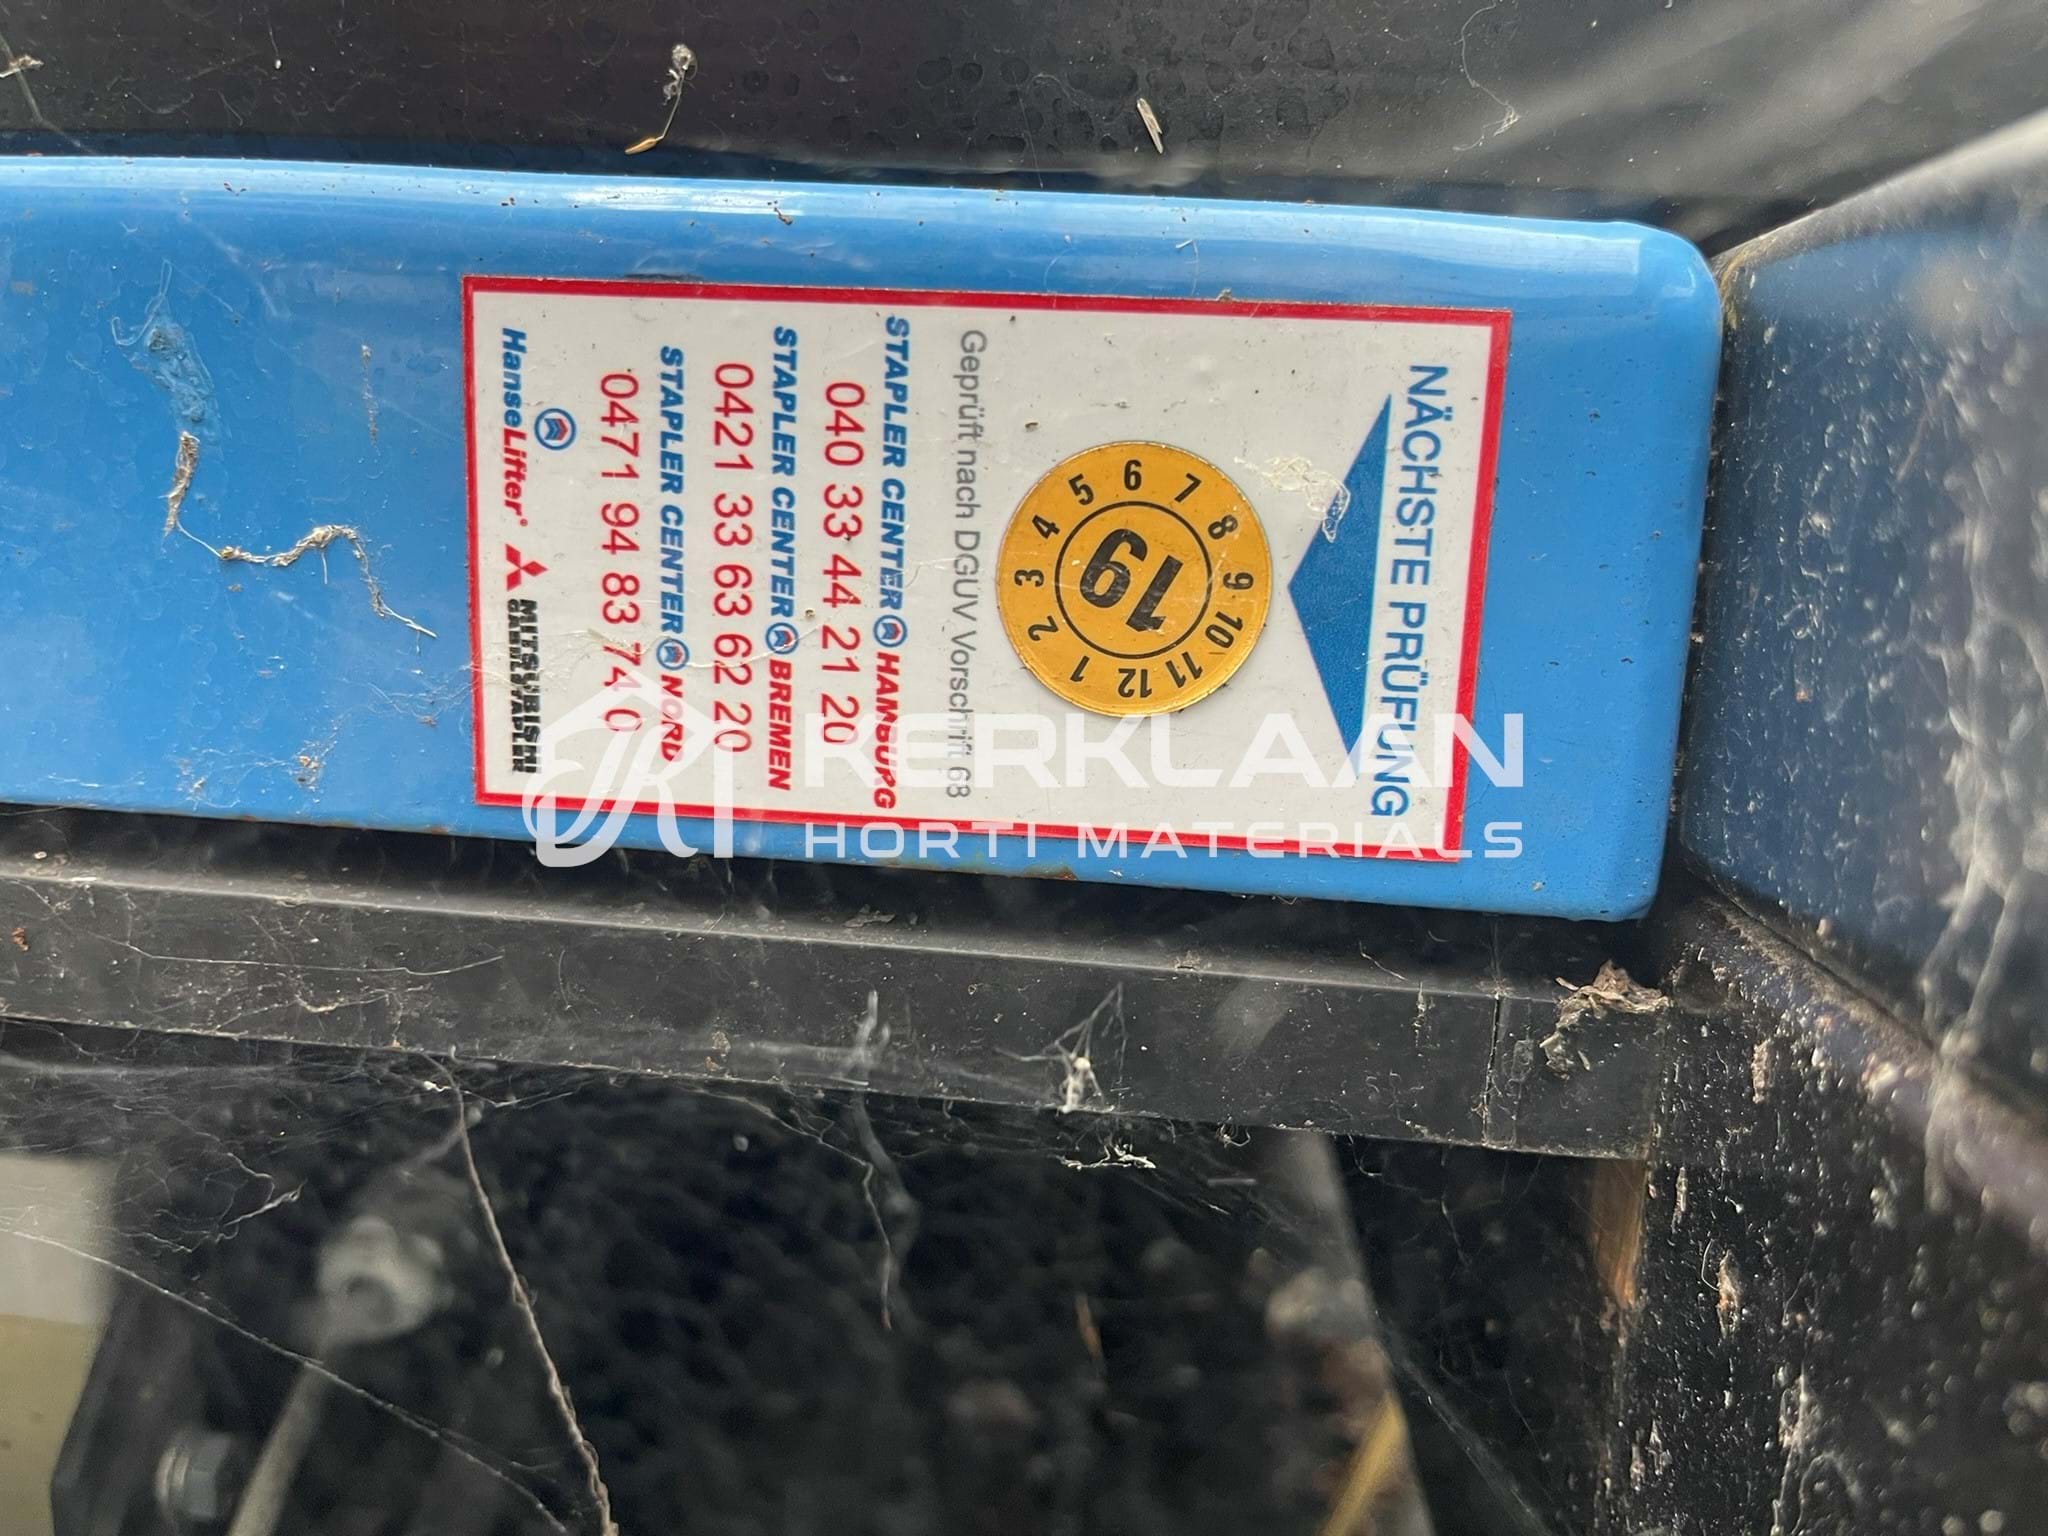 NÄCHSTE PRÜFUNG
1 2 3 4 5 6 7 8 9 10 11 12
19
Geprüft nach DGUV Vorschrift 68
STAPLER CENTER HAMBURG
040 33 44 21 20
STAPLER CENTER BREMEN
0421 33 63 62 20
STAPLER CENTER NORD
0471 94 83 74 0
HanseLifter® MITSUBISHI
GABELSTAPLER
KERKLAAN
HORTI MATERIALS